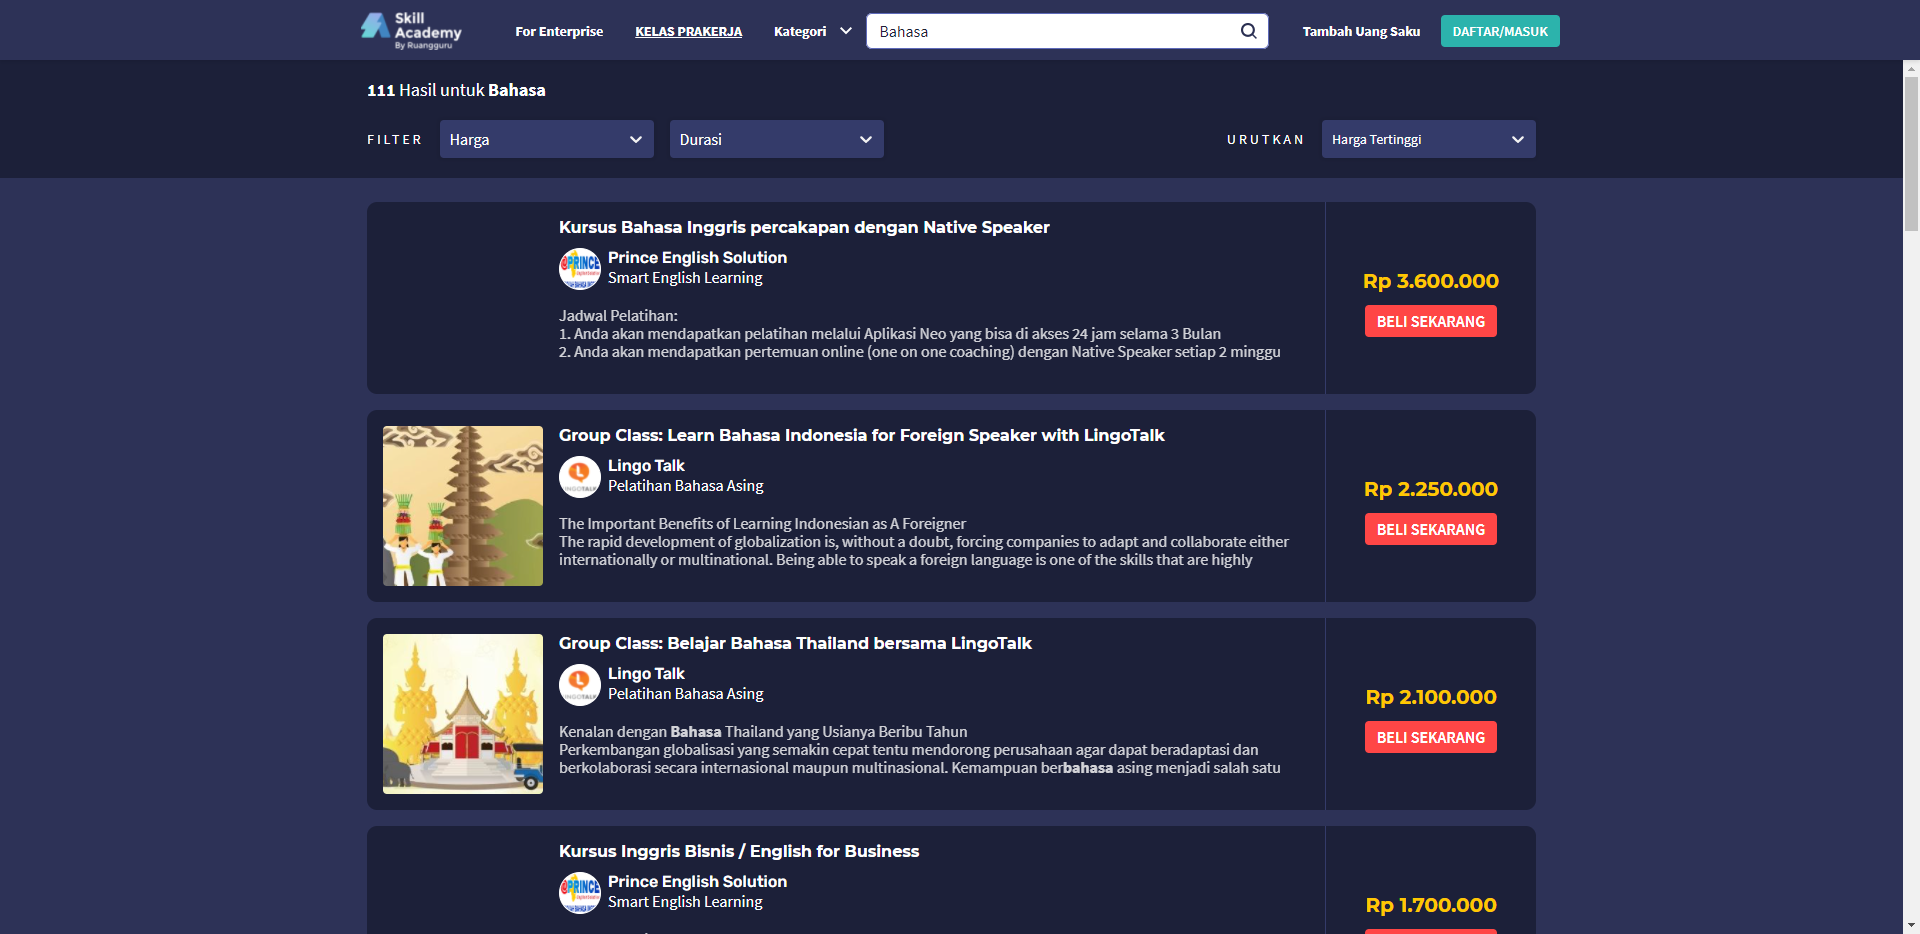 Skill
Academy
By Ruangguru
For Enterprise
KELAS PRAKERJA
Kategori
Bahasa
Tambah Uang Saku
DAFTAR/MASUK
111 Hasil untuk Bahasa
FILTER
Harga
Durasi
URUTKAN
Harga Tertinggi
Kursus Bahasa Inggris percakapan dengan Native Speaker
PRINCE
Prince English Solution
Smart English Learning
Jadwal Pelatihan:
1. Anda akan mendapatkan pelatihan melalui Aplikasi Neo yang bisa di akses 24 jam selama 3 Bulan
2. Anda akan mendapatkan pertemuan online (one on one coaching) dengan Native Speaker setiap 2 minggu
Rp 3.600.000
BELI SEKARANG
Group Class: Learn Bahasa Indonesia for Foreign Speaker with LingoTalk
Lingo Talk
Pelatihan Bahasa Asing
The Important Benefits of Learning Indonesian as A Foreigner
The rapid development of globalization is, without a doubt, forcing companies to adapt and collaborate either
internationally or multinational. Being able to speak a foreign language is one of the skills that are highly
Rp 2.250.000
BELI SEKARANG
Group Class: Belajar Bahasa Thailand bersama LingoTalk
Lingo Talk
Pelatihan Bahasa Asing
Kenalan dengan Bahasa Thailand yang Usianya Beribu Tahun
Perkembangan globalisasi yang semakin cepat tentu mendorong perusahaan agar dapat beradaptasi dan
berkolaborasi secara internasional maupun multinasional. Kemampuan berbahasa asing menjadi salah satu
Rp 2.100.000
BELI SEKARANG
Kursus Inggris Bisnis / English for Business
PRINCE
Prince English Solution
Smart English Learning
Rp 1.700.000